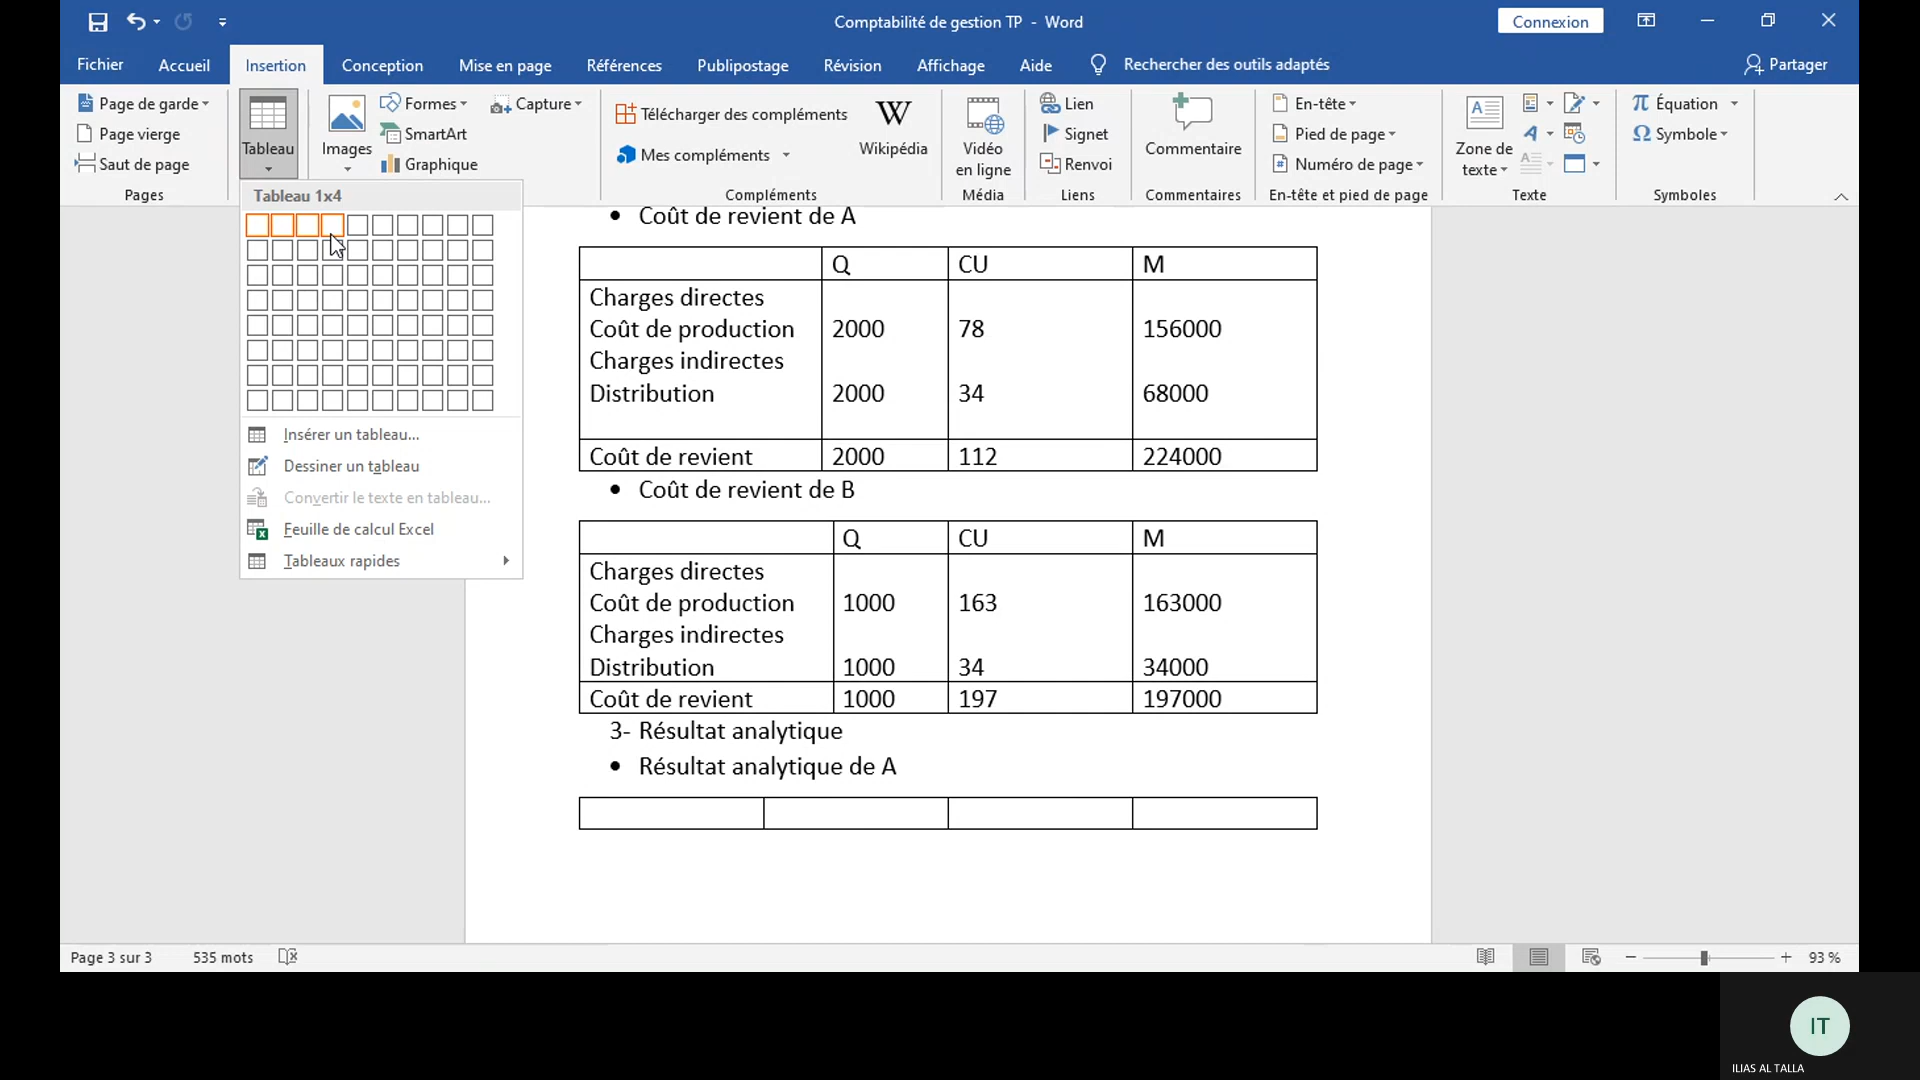 Comptabilité de gestion TP - Word
Connexion
Fichier Accueil Insertion Conception Mise en page Références Publipostage Révision Affichage Aide Rechercher des outils adaptés Partager
Page de garde
Page vierge
Saut de page
Pages
Tableau
Images
Formes
SmartArt
Graphique
Capture
Télécharger des compléments
Mes compléments
Wikipédia
Compléments
Vidéo
en ligne
Média
Lien
Signet
Renvoi
Liens
Commentaire
Commentaires
En-tête
Pied de page
Numéro de page
En-tête et pied de page
Zone de
texte
Texte
Équation
Symbole
Symboles
Tableau 1x4
Insérer un tableau...
Dessiner un tableau
Convertir le texte en tableau...
Feuille de calcul Excel
Tableaux rapides
• Coût de revient de A
Q CU M
Charges directes
Coût de production 2000 78 156000
Charges indirectes
Distribution 2000 34 68000
Coût de revient 2000 112 224000
• Coût de revient de B
Q CU M
Charges directes
Coût de production 1000 163 163000
Charges indirectes
Distribution 1000 34 34000
Coût de revient 1000 197 197000
3- Résultat analytique
• Résultat analytique de A
Page 3 sur 3 535 mots 93 %
IT
ILIAS AL TALLA